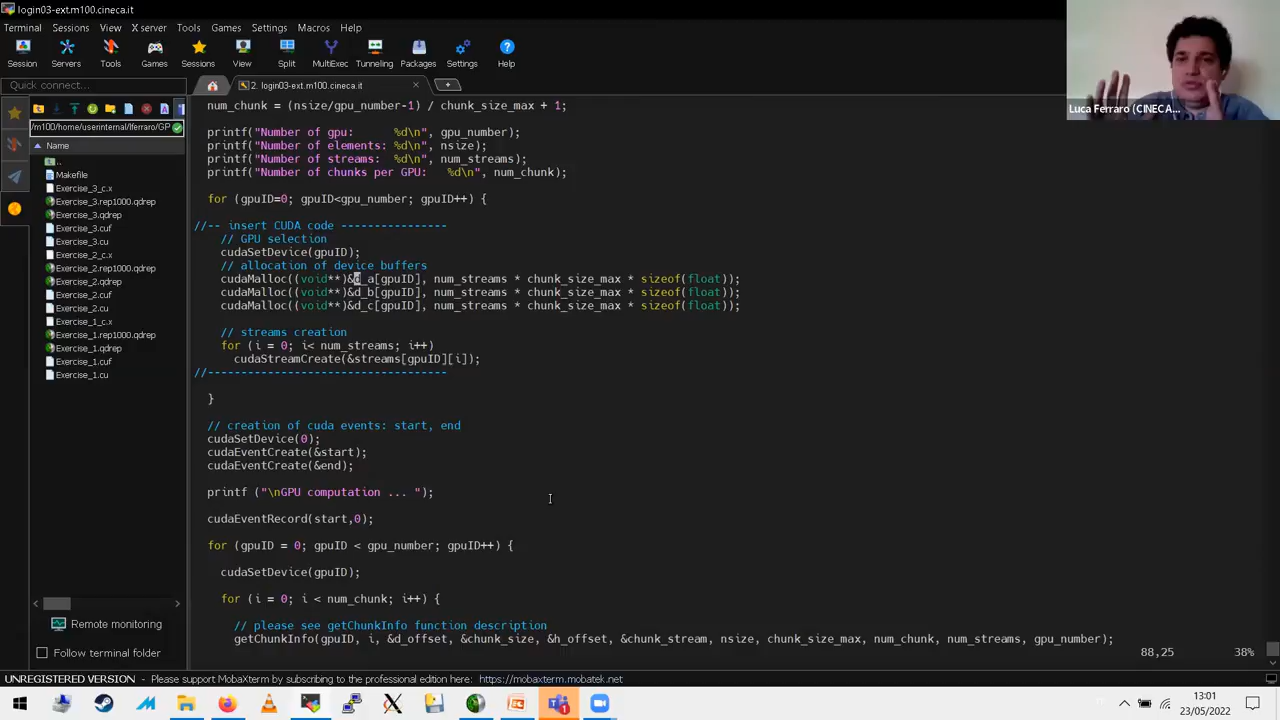 login03-ext.m100.cineca.it
Terminal Sessions View X server Tools Games Settings Macros Help
Session Servers Tools Games Sessions View Split MultiExec Tunneling Packages Settings Help
Quick connect...
2. login03-ext.m100.cineca.it
/m100/home/userinternal/lferraro/GP
Name
..
Makefile
Exercise_3_c.x
Exercise_3.rep1000.qdrep
Exercise_3.qdrep
Exercise_3.cuf
Exercise_3.cu
Exercise_2_c.x
Exercise_2.rep1000.qdrep
Exercise_2.qdrep
Exercise_2.cuf
Exercise_2.cu
Exercise_1_c.x
Exercise_1.rep1000.qdrep
Exercise_1.qdrep
Exercise_1.cuf
Exercise_1.cu
Remote monitoring
Follow terminal folder
num_chunk = (nsize/gpu_number-1) / chunk_size_max + 1;
printf("Number of gpu:      %d\n", gpu_number);
printf("Number of elements: %d\n", nsize);
printf("Number of streams:  %d\n", num_streams);
printf("Number of chunks per GPU:   %d\n", num_chunk);
for (gpuID=0; gpuID<gpu_number; gpuID++) {
//-- insert CUDA code ----------------
// GPU selection
cudaSetDevice(gpuID);
// allocation of device buffers
cudaMalloc((void**)&d_a[gpuID], num_streams * chunk_size_max * sizeof(float));
cudaMalloc((void**)&d_b[gpuID], num_streams * chunk_size_max * sizeof(float));
cudaMalloc((void**)&d_c[gpuID], num_streams * chunk_size_max * sizeof(float));
// streams creation
for (i = 0; i< num_streams; i++)
cudaStreamCreate(&streams[gpuID][i]);
//------------------------------------
}
// creation of cuda events: start, end
cudaSetDevice(0);
cudaEventCreate(&start);
cudaEventCreate(&end);
printf ("\nGPU computation ... ");
cudaEventRecord(start,0);
for (gpuID = 0; gpuID < gpu_number; gpuID++) {
cudaSetDevice(gpuID);
for (i = 0; i < num_chunk; i++) {
// please see getChunkInfo function description
getChunkInfo(gpuID, i, &d_offset, &chunk_size, &h_offset, &chunk_stream, nsize, chunk_size_max, num_chunk, num_streams, gpu_number);
88,25 38%
Luca Ferraro (CINECA...
UNREGISTERED VERSION - Please support MobaXterm by subscribing to the professional edition here: https://mobaxterm.mobatek.net
13:01
23/05/2022